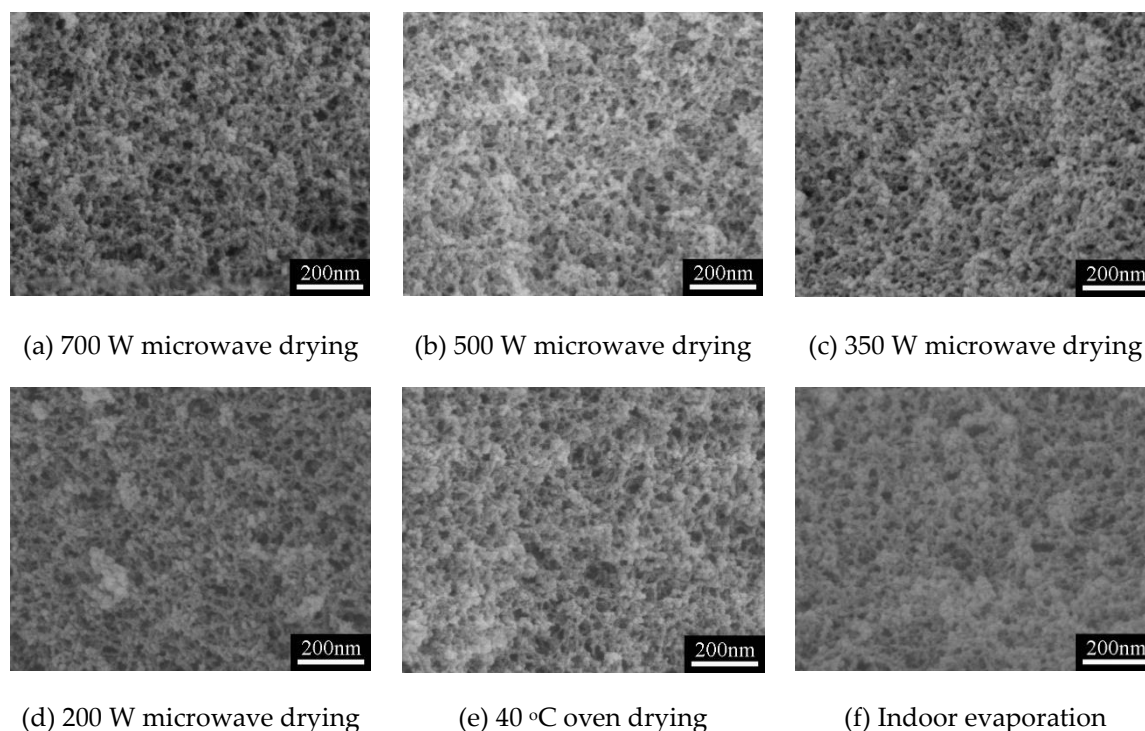 200nm
200nm
200nm
(a) 700 W microwave drying
(b) 500 W microwave drying
(c) 350 W microwave drying
200nm
200nm
200nm
(d) 200 W microwave drying
(e) 40 °C oven drying
(f) Indoor evaporation